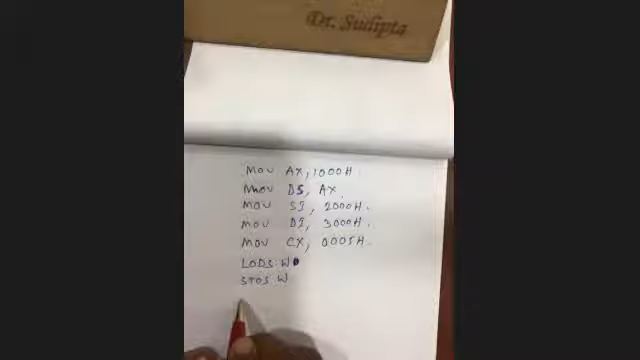 Dr. Sudipta
MOV AX, 1000H.
MOV DS, AX.
MOV SI, 2000H.
MOV DI, 3000H.
MOV CX, 0005H.
LODS W
STOS W